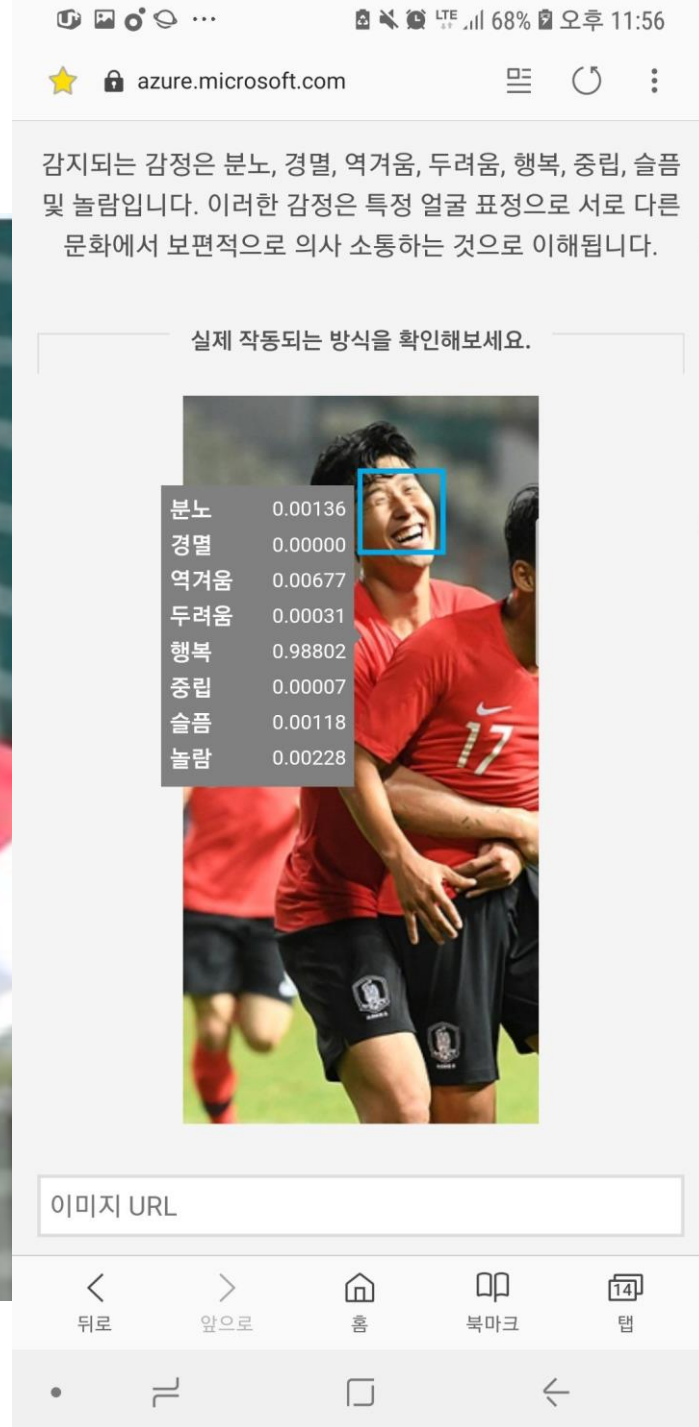 LTE 68% 오후 11:56
azure.microsoft.com
감지되는 감정은 분노, 경멸, 역겨움, 두려움, 행복, 중립, 슬픔
및 놀람입니다. 이러한 감정은 특정 얼굴 표정으로 서로 다른
문화에서 보편적으로 의사 소통하는 것으로 이해됩니다.
실제 작동되는 방식을 확인해보세요.
분노 0.00136
경멸 0.00000
역겨움 0.00677
두려움 0.00031
행복 0.98802
중립 0.00007
슬픔 0.00118
놀람 0.00228
17
이미지 URL
14
뒤로 앞으로 홈 북마크 탭